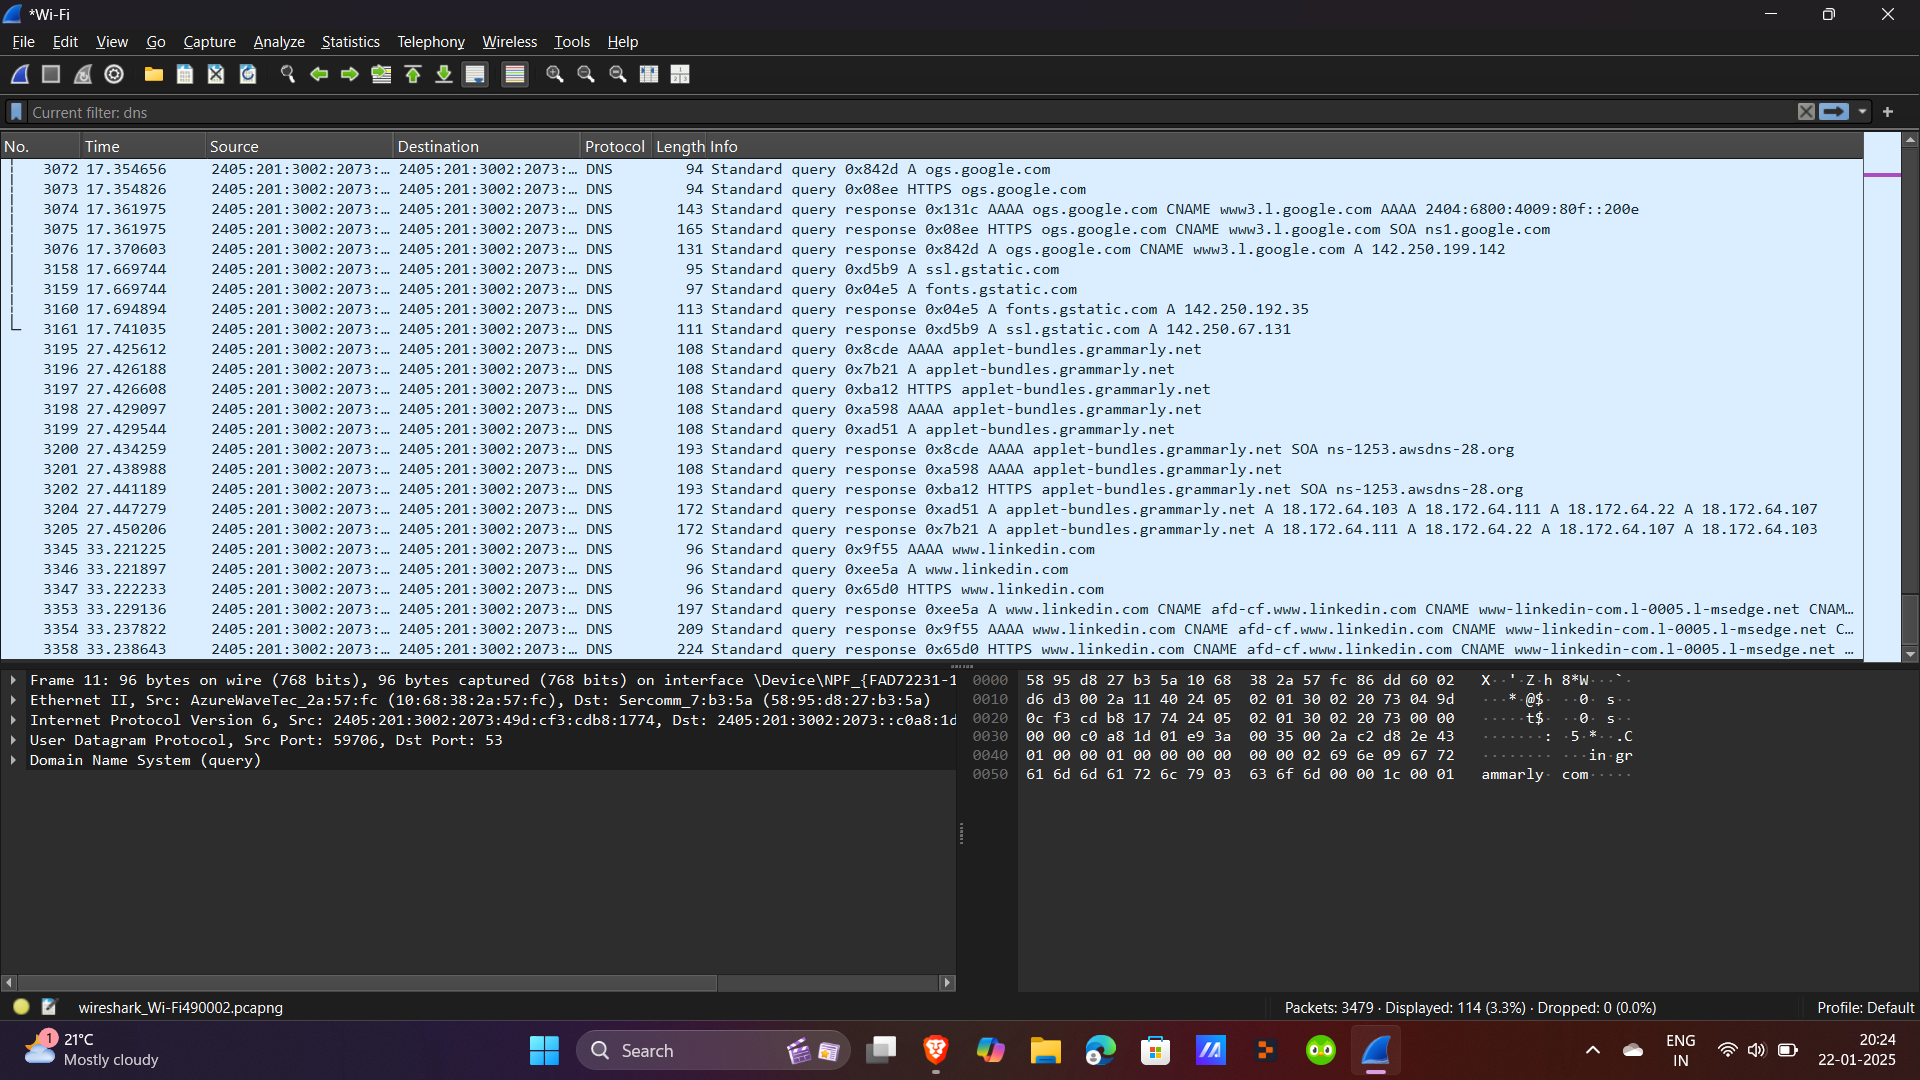 *Wi-Fi
File Edit View Go Capture Analyze Statistics Telephony Wireless Tools Help
Current filter: dns
No. Time Source Destination Protocol Length Info
3072 17.354656 2405:201:3002:2073:… 2405:201:3002:2073:… DNS 94 Standard query 0x842d A ogs.google.com
3073 17.354826 2405:201:3002:2073:… 2405:201:3002:2073:… DNS 94 Standard query 0x08ee HTTPS ogs.google.com
3074 17.361975 2405:201:3002:2073:… 2405:201:3002:2073:… DNS 143 Standard query response 0x131c AAAA ogs.google.com CNAME www3.l.google.com AAAA 2404:6800:4009:80f::200e
3075 17.361975 2405:201:3002:2073:… 2405:201:3002:2073:… DNS 165 Standard query response 0x08ee HTTPS ogs.google.com CNAME www3.l.google.com SOA ns1.google.com
3076 17.370603 2405:201:3002:2073:… 2405:201:3002:2073:… DNS 131 Standard query response 0x842d A ogs.google.com CNAME www3.l.google.com A 142.250.199.142
3158 17.669744 2405:201:3002:2073:… 2405:201:3002:2073:… DNS 95 Standard query 0xd5b9 A ssl.gstatic.com
3159 17.669744 2405:201:3002:2073:… 2405:201:3002:2073:… DNS 97 Standard query 0x04e5 A fonts.gstatic.com
3160 17.694894 2405:201:3002:2073:… 2405:201:3002:2073:… DNS 113 Standard query response 0x04e5 A fonts.gstatic.com A 142.250.192.35
3161 17.741035 2405:201:3002:2073:… 2405:201:3002:2073:… DNS 111 Standard query response 0xd5b9 A ssl.gstatic.com A 142.250.67.131
3195 27.425612 2405:201:3002:2073:… 2405:201:3002:2073:… DNS 108 Standard query 0x8cde AAAA applet-bundles.grammarly.net
3196 27.426188 2405:201:3002:2073:… 2405:201:3002:2073:… DNS 108 Standard query 0x7b21 A applet-bundles.grammarly.net
3197 27.426608 2405:201:3002:2073:… 2405:201:3002:2073:… DNS 108 Standard query 0xba12 HTTPS applet-bundles.grammarly.net
3198 27.429097 2405:201:3002:2073:… 2405:201:3002:2073:… DNS 108 Standard query 0xa598 AAAA applet-bundles.grammarly.net
3199 27.429544 2405:201:3002:2073:… 2405:201:3002:2073:… DNS 108 Standard query 0xad51 A applet-bundles.grammarly.net
3200 27.434259 2405:201:3002:2073:… 2405:201:3002:2073:… DNS 193 Standard query response 0x8cde AAAA applet-bundles.grammarly.net SOA ns-1253.awsdns-28.org
3201 27.438988 2405:201:3002:2073:… 2405:201:3002:2073:… DNS 108 Standard query response 0xa598 AAAA applet-bundles.grammarly.net
3202 27.441189 2405:201:3002:2073:… 2405:201:3002:2073:… DNS 193 Standard query response 0xba12 HTTPS applet-bundles.grammarly.net SOA ns-1253.awsdns-28.org
3204 27.447279 2405:201:3002:2073:… 2405:201:3002:2073:… DNS 172 Standard query response 0xad51 A applet-bundles.grammarly.net A 18.172.64.103 A 18.172.64.111 A 18.172.64.22 A 18.172.64.107
3205 27.450206 2405:201:3002:2073:… 2405:201:3002:2073:… DNS 172 Standard query response 0x7b21 A applet-bundles.grammarly.net A 18.172.64.111 A 18.172.64.22 A 18.172.64.107 A 18.172.64.103
3345 33.221225 2405:201:3002:2073:… 2405:201:3002:2073:… DNS 96 Standard query 0x9f55 AAAA www.linkedin.com
3346 33.221897 2405:201:3002:2073:… 2405:201:3002:2073:… DNS 96 Standard query 0xee5a A www.linkedin.com
3347 33.222233 2405:201:3002:2073:… 2405:201:3002:2073:… DNS 96 Standard query 0x65d0 HTTPS www.linkedin.com
3353 33.229136 2405:201:3002:2073:… 2405:201:3002:2073:… DNS 197 Standard query response 0xee5a A www.linkedin.com CNAME afd-cf.www.linkedin.com CNAME www-linkedin-com.l-0005.l-msedge.net CNAM…
3354 33.237822 2405:201:3002:2073:… 2405:201:3002:2073:… DNS 209 Standard query response 0x9f55 AAAA www.linkedin.com CNAME afd-cf.www.linkedin.com CNAME www-linkedin-com.l-0005.l-msedge.net C…
3358 33.238643 2405:201:3002:2073:… 2405:201:3002:2073:… DNS 224 Standard query response 0x65d0 HTTPS www.linkedin.com CNAME afd-cf.www.linkedin.com CNAME www-linkedin-com.l-0005.l-msedge.net …
Frame 11: 96 bytes on wire (768 bits), 96 bytes captured (768 bits) on interface \Device\NPF_{FAD72231-1
Ethernet II, Src: AzureWaveTec_2a:57:fc (10:68:38:2a:57:fc), Dst: Sercomm_7:b3:5a (58:95:d8:27:b3:5a)
Internet Protocol Version 6, Src: 2405:201:3002:2073:49d:cf3:cdb8:1774, Dst: 2405:201:3002:2073::c0a8:1d
User Datagram Protocol, Src Port: 59706, Dst Port: 53
Domain Name System (query)
0000 58 95 d8 27 b3 5a 10 68 38 2a 57 fc 86 dd 60 02 X··'·Z·h 8*W···`·
0010 d6 d3 00 2a 11 40 24 05 02 01 30 02 20 73 04 9d ···*·@$· ··0· s··
0020 0c f3 cd b8 17 74 24 05 02 01 30 02 20 73 00 00 ·····t$· ··0· s··
0030 00 00 c0 a8 1d 01 e9 3a 00 35 00 2a c2 d8 2e 43 ·······: ·5·*··.C
0040 01 00 00 01 00 00 00 00 00 00 02 69 6e 09 67 72 ········ ···in·gr
0050 61 6d 6d 61 72 6c 79 03 63 6f 6d 00 00 1c 00 01 ammarly· com·····
wireshark_Wi-Fi490002.pcapng
Packets: 3479 · Displayed: 114 (3.3%) · Dropped: 0 (0.0%)
Profile: Default
1
21°C
Mostly cloudy
Search
ENG
IN
20:24
22-01-2025